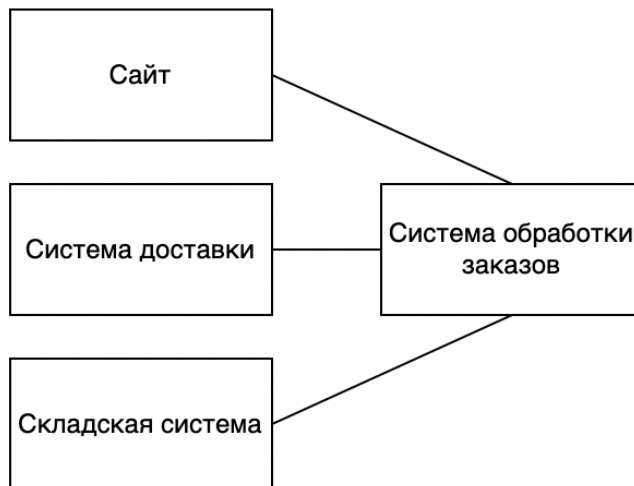 Сайт
Система доставки
Система обработки
заказов
Складская система